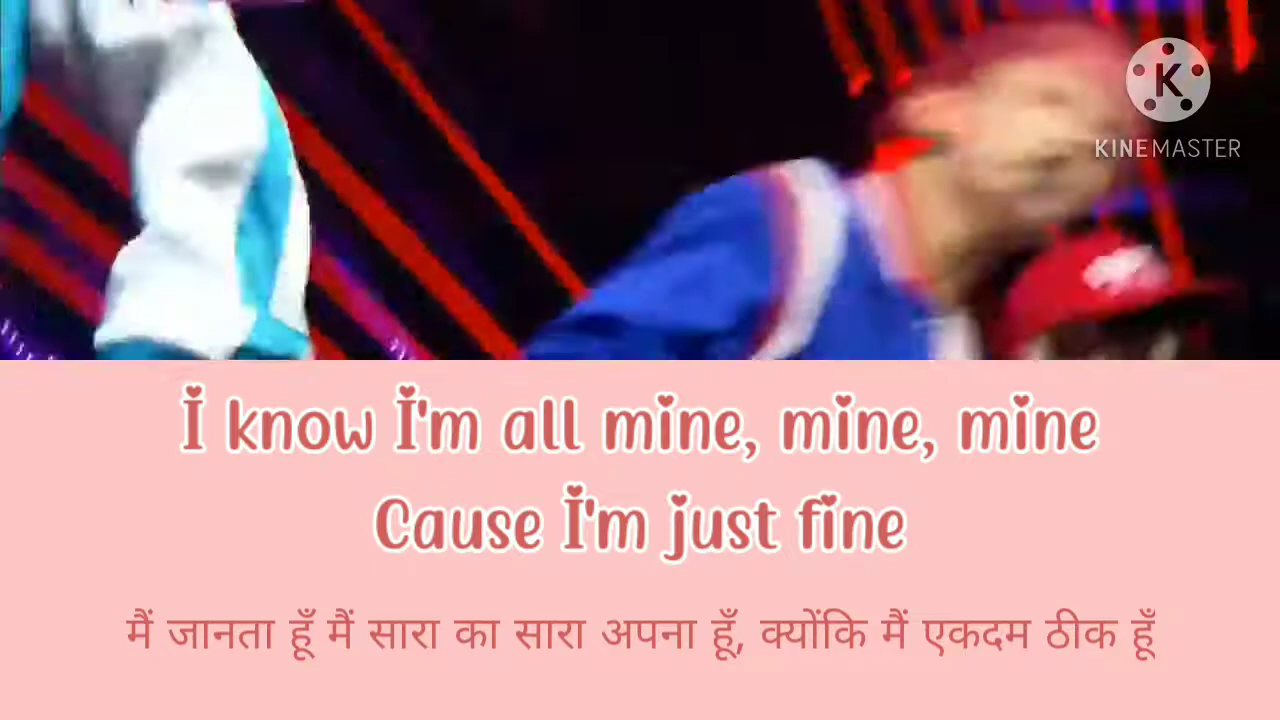 K
KINEMASTER
I know I'm all mine, mine, mine
Cause I'm just fine
मैं जानता हूँ मैं सारा का सारा अपना हूँ, क्योंकि मैं एकदम ठीक हूँ